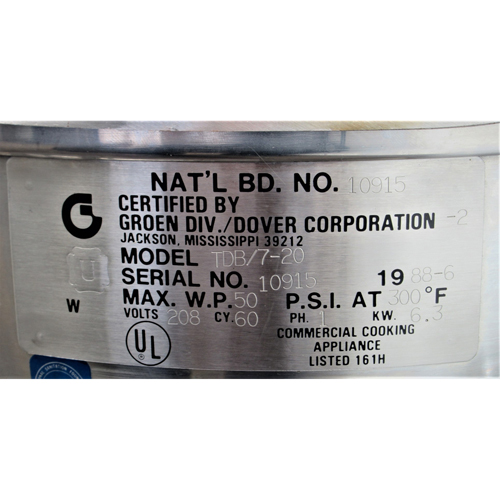 NAT'L BD. NO. 10915
CERTIFIED BY
GROEN DIV./DOVER CORPORATION -2
JACKSON, MISSISSIPPI 39212
U MODEL TDB/7-20
SERIAL NO. 10915 19 88-6
W MAX. W.P. 50 P.S.I. AT 300°F
VOLTS 208 CY. 60 PH. 1 KW. 6.3
UL COMMERCIAL COOKING
APPLIANCE
LISTED 161H